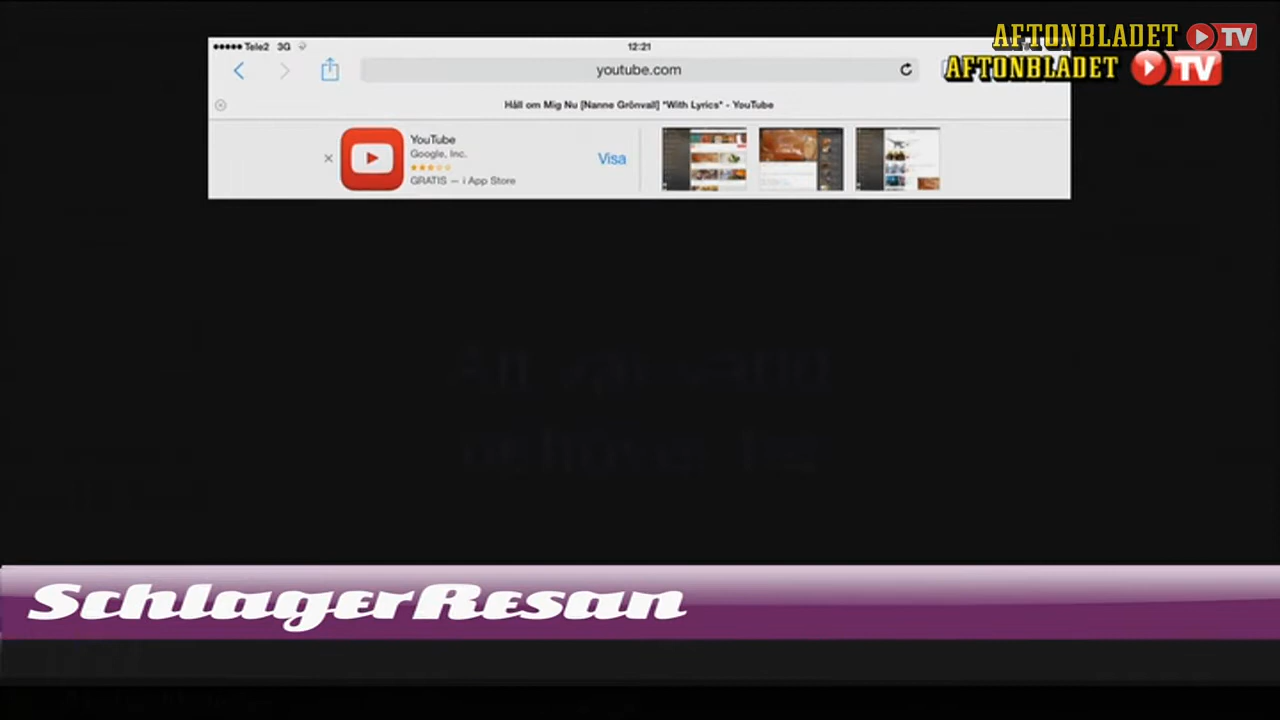 AFTONBLADET TV
AFTONBLADET TV
Tele2 3G 12:21
youtube.com
Håll om Mig Nu [Nanne Grönvall] *With Lyrics* - YouTube
YouTube
Google, Inc.
GRATIS — i App Store
Visa
SchlagerResan